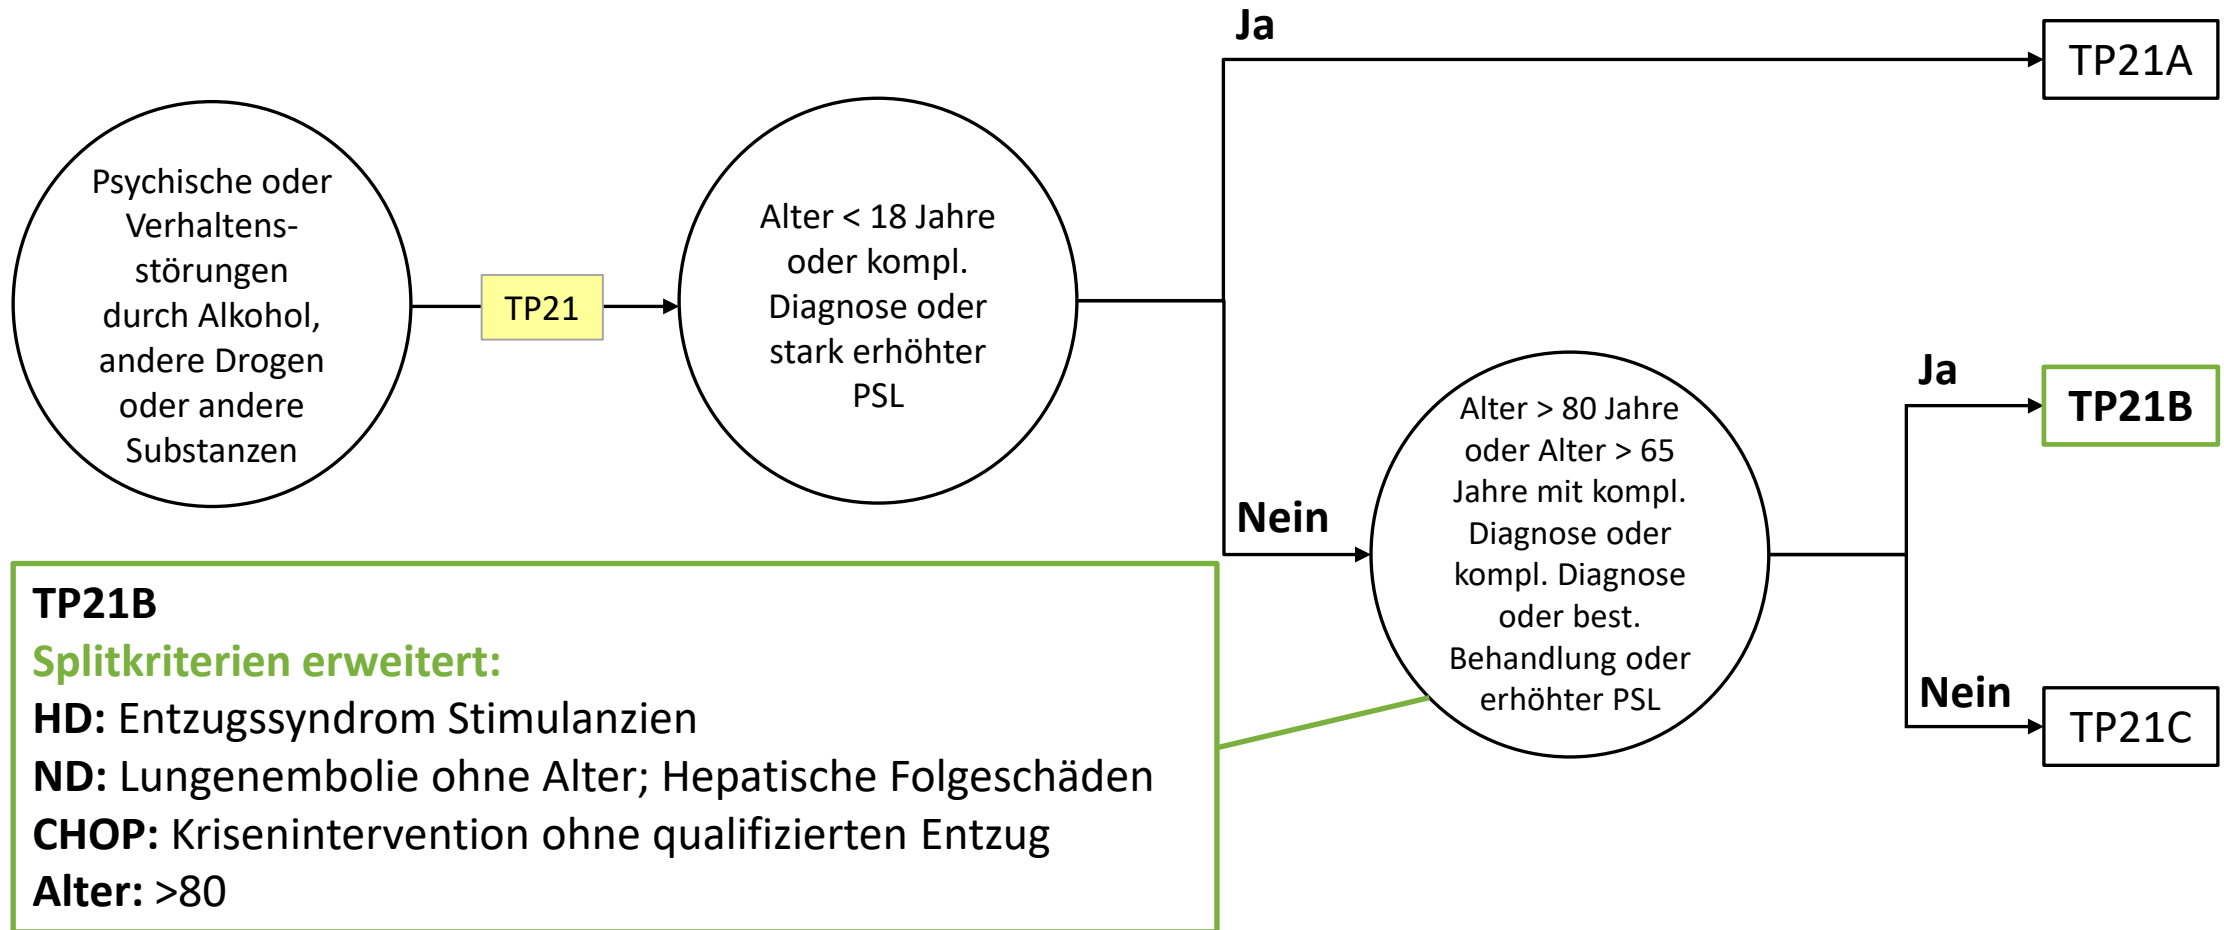 Psychische oder
Verhaltens-
störungen
durch Alkohol,
andere Drogen
oder andere
Substanzen
TP21
Alter < 18 Jahre
oder kompl.
Diagnose oder
stark erhöhter
PSL
Ja
TP21A
Nein
Alter > 80 Jahre
oder Alter > 65
Jahre mit kompl.
Diagnose oder
kompl. Diagnose
oder best.
Behandlung oder
erhöhter PSL
Ja
TP21B
Nein
TP21C
TP21B
Splitkriterien erweitert:
HD: Entzugssyndrom Stimulanzien
ND: Lungenembolie ohne Alter; Hepatische Folgeschäden
CHOP: Krisenintervention ohne qualifizierten Entzug
Alter: >80